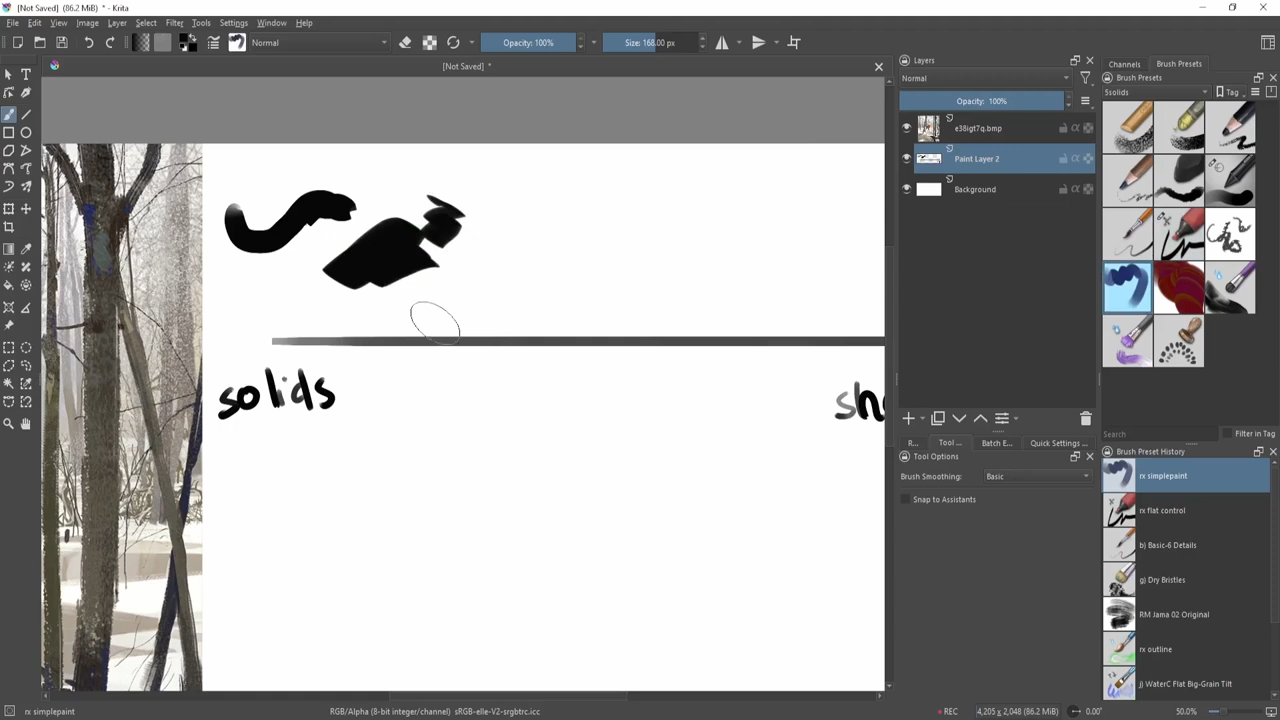 [Not Saved] (86.2 MiB) * - Krita
File Edit View Image Layer Select Filter Tools Settings Window Help
Normal
Opacity: 100%
Size: 168.00 px
[Not Saved] *
Layers
Normal
Opacity: 100%
e38igt7q.bmp
Paint Layer 2
Background
Channels
Brush Presets
Brush Presets
5solids
Tag
Search
Filter in Tag
R...
Tool ...
Batch E...
Quick Settings ...
Tool Options
Brush Smoothing: Basic
Snap to Assistants
Brush Preset History
rx simplepaint
rx flat control
b) Basic-6 Details
g) Dry Bristles
RM Jama 02 Original
rx outline
j) WaterC Flat Big-Grain Tilt
solids
sh
rx simplepaint
RGB/Alpha (8-bit integer/channel) sRGB-elle-V2-srgbtrc.icc
REC
4,205 x 2,048 (86.2 MiB)
0.00°
50.0%